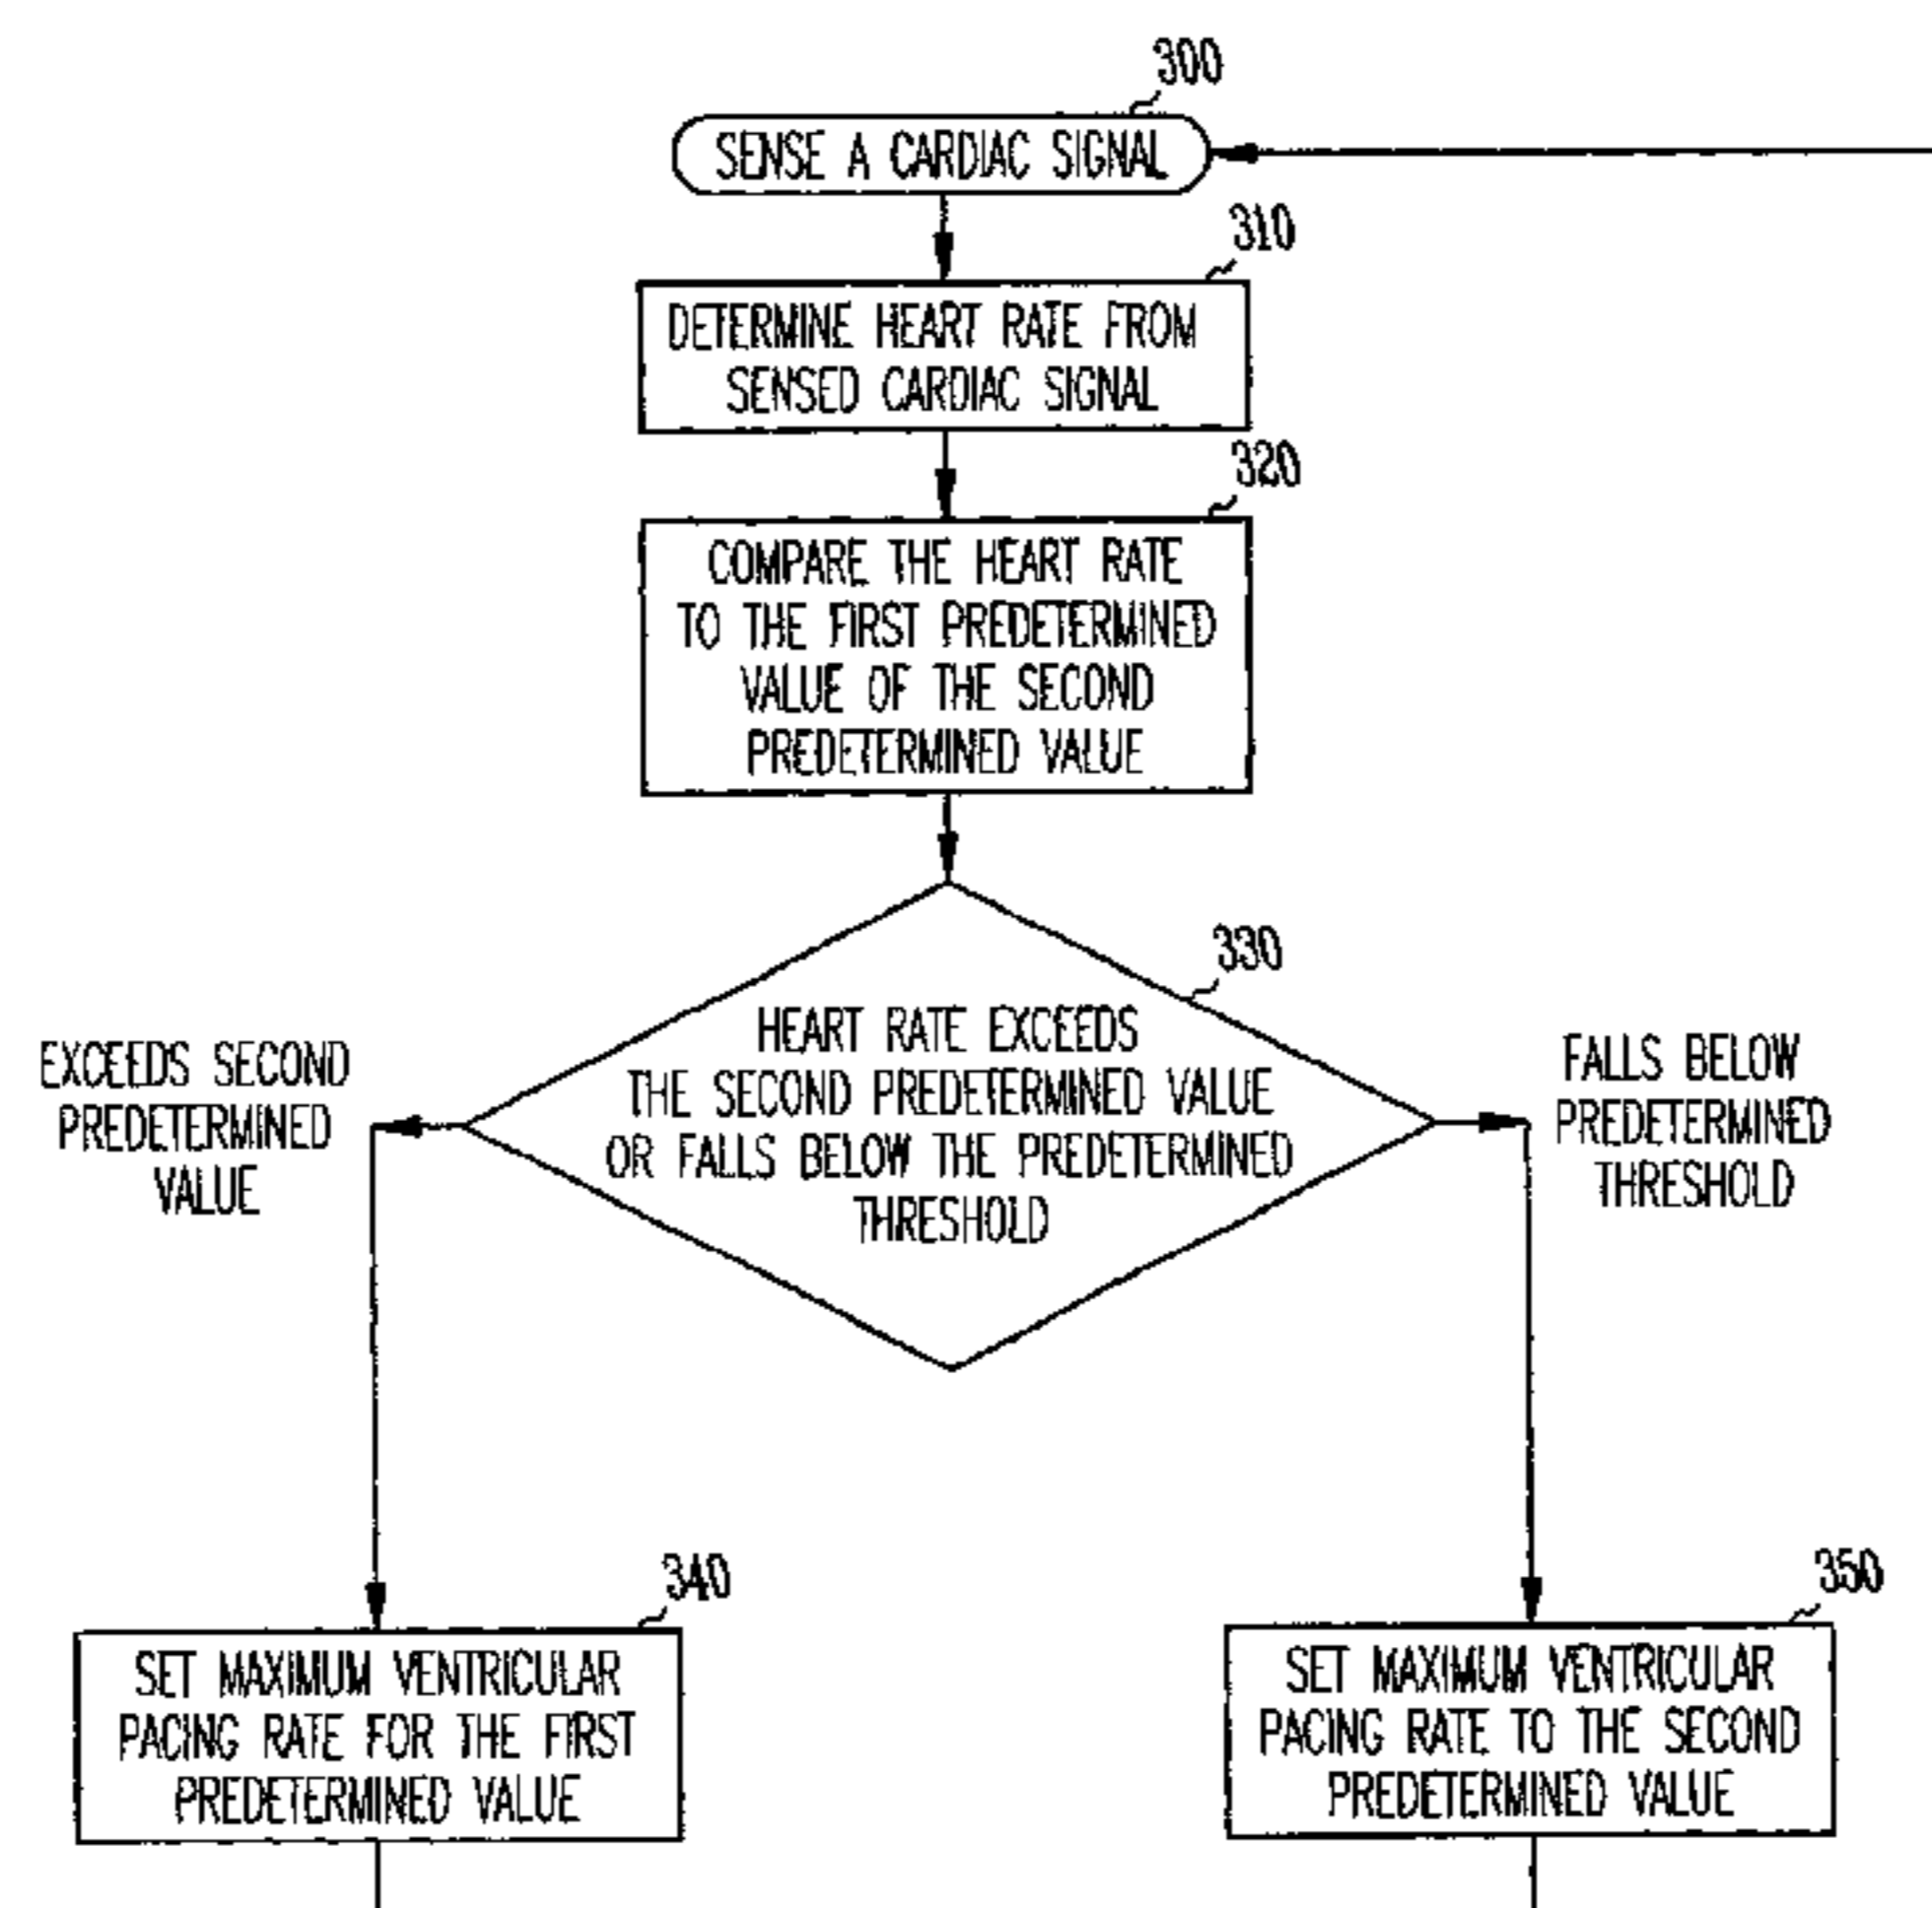 300
SENSE A CARDIAC SIGNAL
310
DETERMINE HEART RATE FROM
SENSED CARDIAC SIGNAL
320
COMPARE THE HEART RATE
TO THE FIRST PREDETERMINED
VALUE OF THE SECOND
PREDETERMINED VALUE
330
HEART RATE EXCEEDS
THE SECOND PREDETERMINED VALUE
OR FALLS BELOW THE PREDETERMINED
THRESHOLD
EXCEEDS SECOND
PREDETERMINED
VALUE
FALLS BELOW
PREDETERMINED
THRESHOLD
340
SET MAXIMUM VENTRICULAR
PACING RATE FOR THE FIRST
PREDETERMINED VALUE
350
SET MAXIMUM VENTRICULAR
PACING RATE TO THE SECOND
PREDETERMINED VALUE